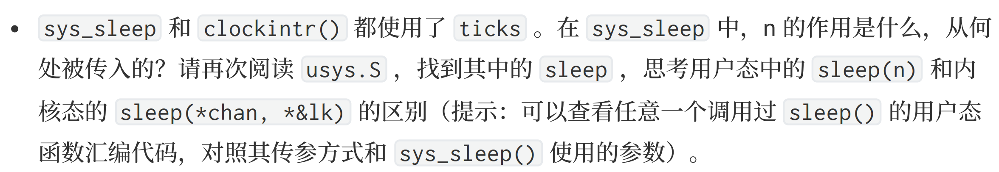 • sys_sleep 和 clockintr() 都使用了 ticks 。在 sys_sleep 中，n 的作用是什么，从何
处被传入的？请再次阅读 usys.S ，找到其中的 sleep ，思考用户态中的 sleep(n) 和内
核态的 sleep(*chan, *&lk) 的区别（提示：可以查看任意一个调用过 sleep() 的用户态
函数汇编代码，对照其传参方式和 sys_sleep() 使用的参数）。